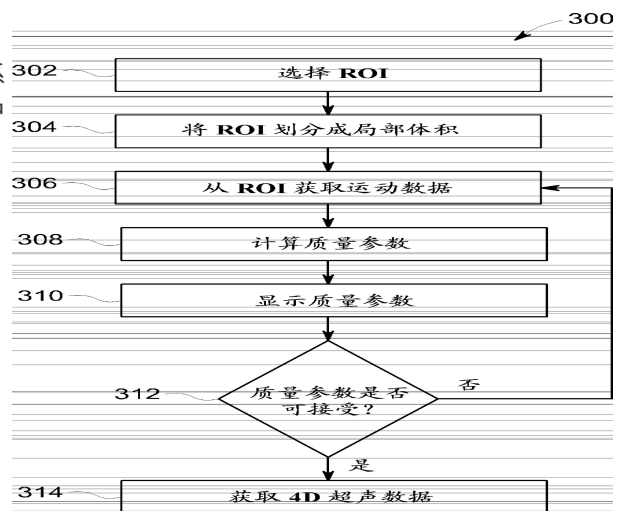 300
302 选择 ROI
304 将 ROI 划分成局部体积
306 从 ROI 获取运动数据
308 计算质量参数
310 显示质量参数
312 质量参数是否
可接受?
否
是
314 获取 4D 超声数据